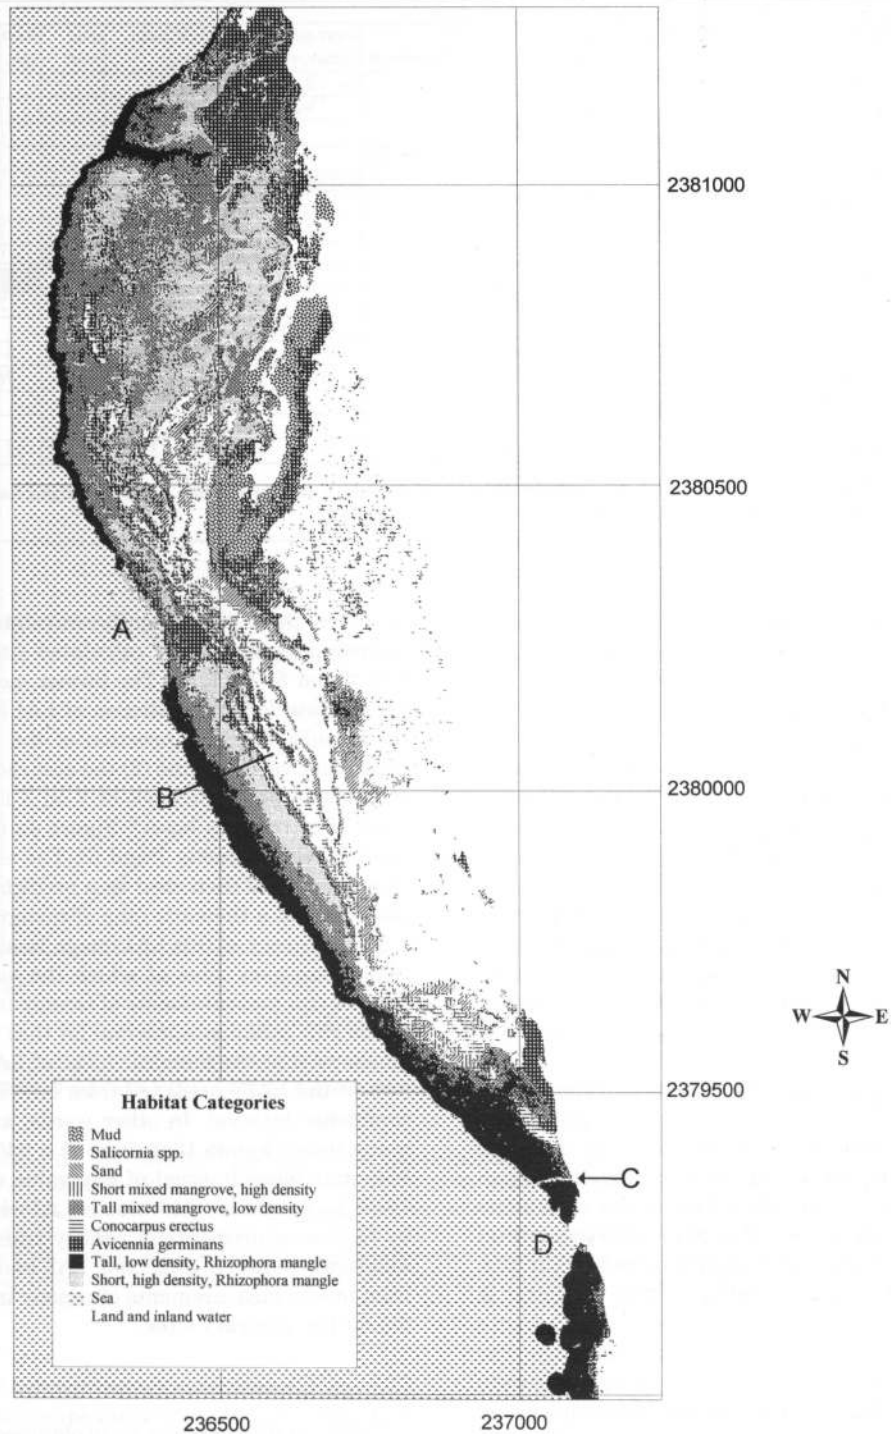 2381000
2380500
A
B
2380000
N
W E
S
2379500
C
D
Habitat Categories
Mud
Salicornia spp.
Sand
Short mixed mangrove, high density
Tall mixed mangrove, low density
Conocarpus erectus
Avicennia germinans
Tall, low density, Rhizophora mangle
Short, high density, Rhizophora mangle
Sea
Land and inland water
236500 237000